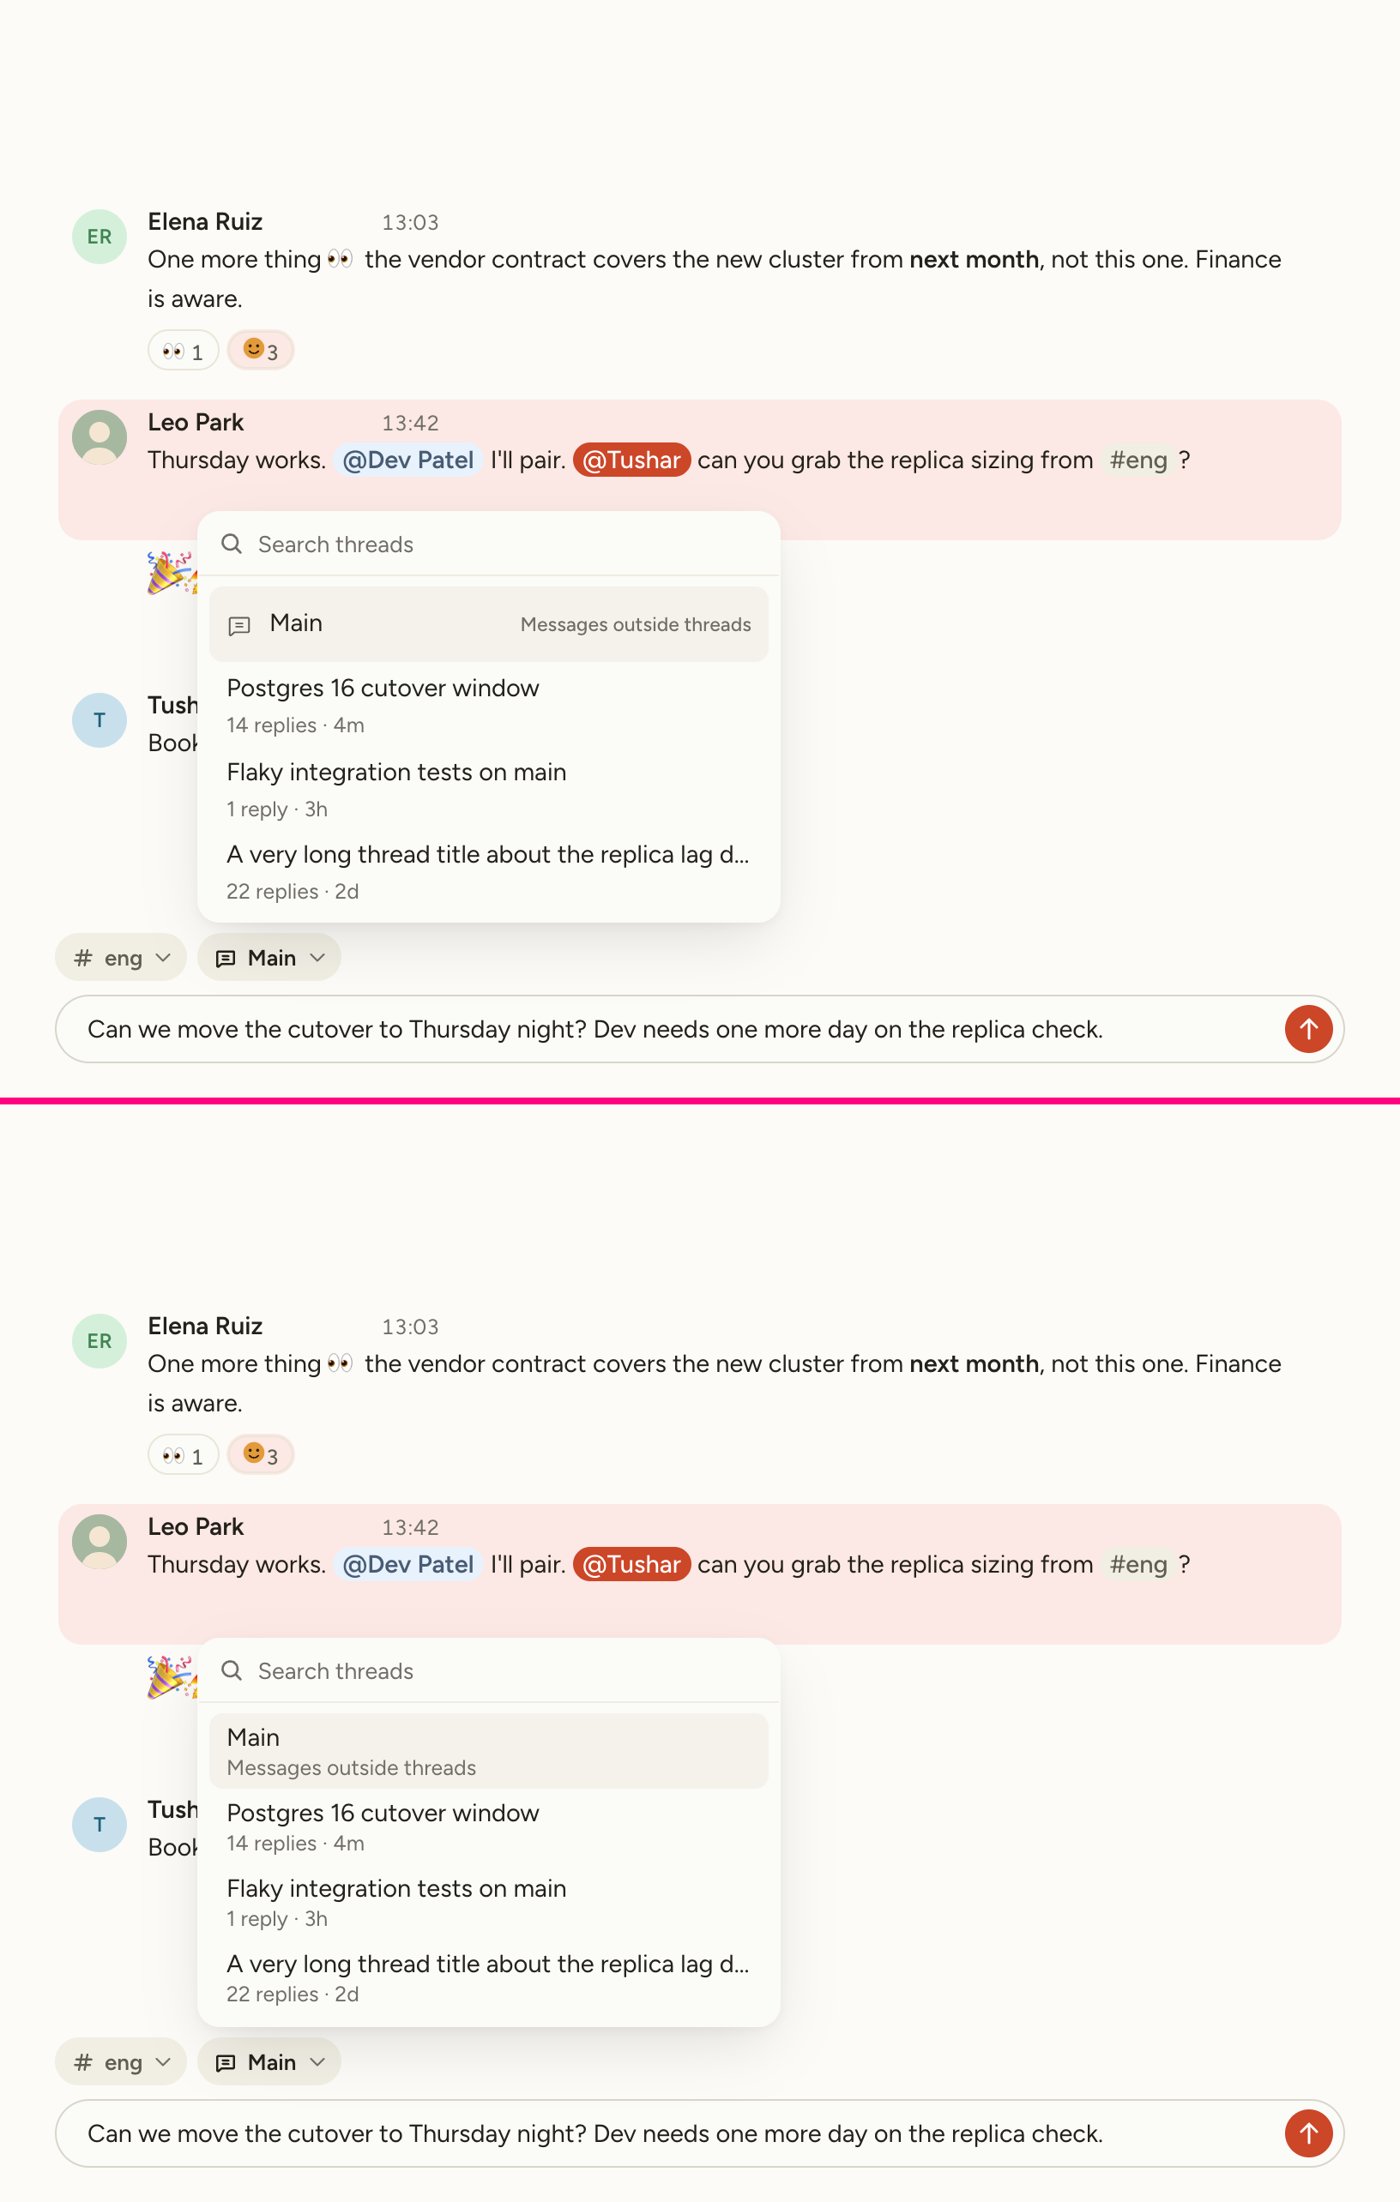 ER
Elena Ruiz 13:03
One more thing 👀 the vendor contract covers the new cluster from next month, not this one. Finance
is aware.
👀 1 🙂 3
Leo Park 13:42
Thursday works. @Dev Patel I'll pair. @Tushar can you grab the replica sizing from #eng ?
Search threads
Main Messages outside threads
Postgres 16 cutover window
14 replies · 4m
T
Tush
Book
Flaky integration tests on main
1 reply · 3h
A very long thread title about the replica lag d...
22 replies · 2d
# eng Main
Can we move the cutover to Thursday night? Dev needs one more day on the replica check.
ER
Elena Ruiz 13:03
One more thing 👀 the vendor contract covers the new cluster from next month, not this one. Finance
is aware.
👀 1 🙂 3
Leo Park 13:42
Thursday works. @Dev Patel I'll pair. @Tushar can you grab the replica sizing from #eng ?
Search threads
Main
Messages outside threads
T
Tush
Book
Postgres 16 cutover window
14 replies · 4m
Flaky integration tests on main
1 reply · 3h
A very long thread title about the replica lag d...
22 replies · 2d
# eng Main
Can we move the cutover to Thursday night? Dev needs one more day on the replica check.